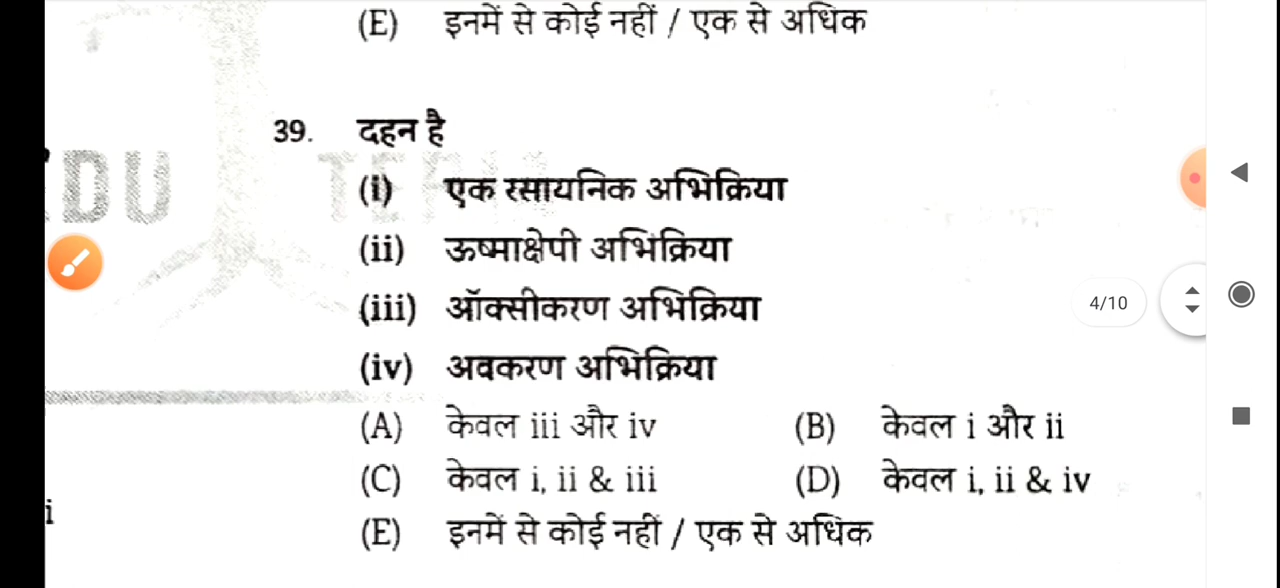 (E) इनमें से कोई नहीं / एक से अधिक
39. दहन है
(i) एक रसायनिक अभिक्रिया
(ii) ऊष्माक्षेपी अभिक्रिया
(iii) ऑक्सीकरण अभिक्रिया
(iv) अवकरण अभिक्रिया
(A) केवल iii और iv (B) केवल i और ii
(C) केवल i, ii & iii (D) केवल i, ii & iv
(E) इनमें से कोई नहीं / एक से अधिक
4/10
i
DU